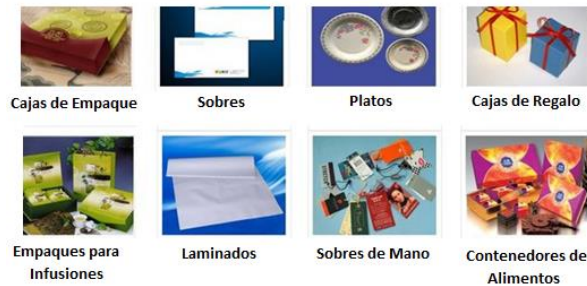 Cajas de Empaque
Sobres
Platos
Cajas de Regalo
Empaques para
Infusiones
Laminados
Sobres de Mano
Contenedores de
Alimentos